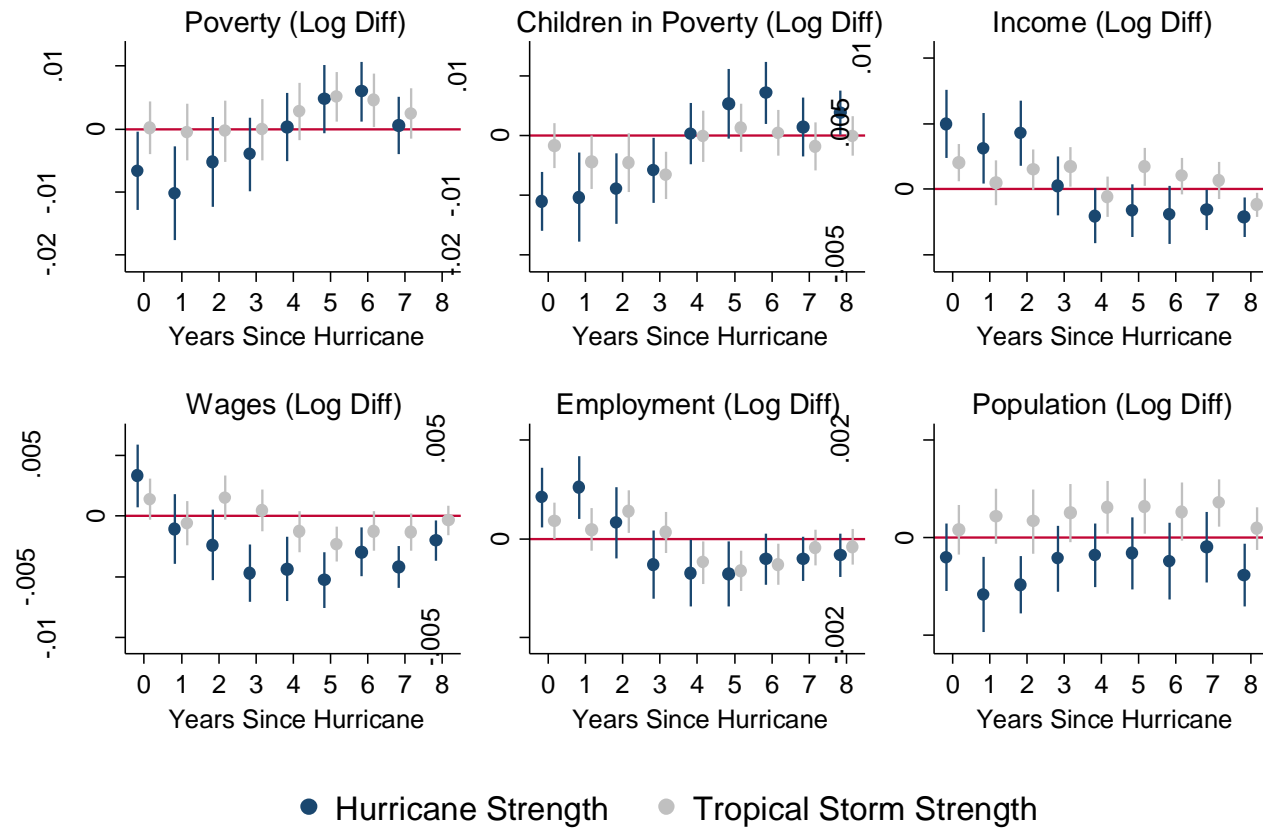 Poverty (Log Diff)
Children in Poverty (Log Diff)
Income (Log Diff)
.01
0
-.01
-.02
.01
0
-.01
-.02
.01
.005
0
-.005
0 1 2 3 4 5 6 7 8
0 1 2 3 4 5 6 7 8
0 1 2 3 4 5 6 7 8
Years Since Hurricane
Years Since Hurricane
Years Since Hurricane
Wages (Log Diff)
Employment (Log Diff)
Population (Log Diff)
.005
0
-.005
-.01
.005
0
-.005
.002
0
-.002
0 1 2 3 4 5 6 7 8
0 1 2 3 4 5 6 7 8
0 1 2 3 4 5 6 7 8
Years Since Hurricane
Years Since Hurricane
Years Since Hurricane
Hurricane Strength
Tropical Storm Strength